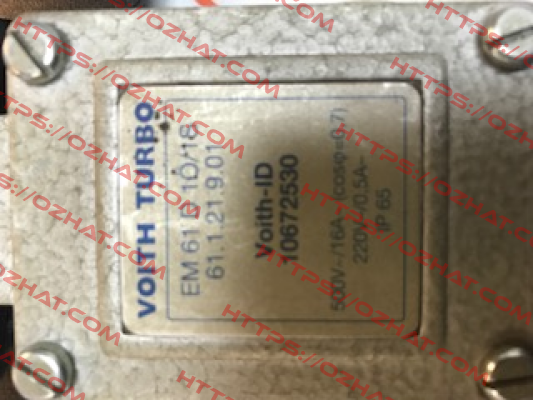 VOITH TURBO
EM 61 E 10/18
61.1.21.9.01
Voith-ID
10672530
500V~/16A~(cosφ=0,7)
220V=/0,5A=
IP 65
HTTPS://OZHAT.COM